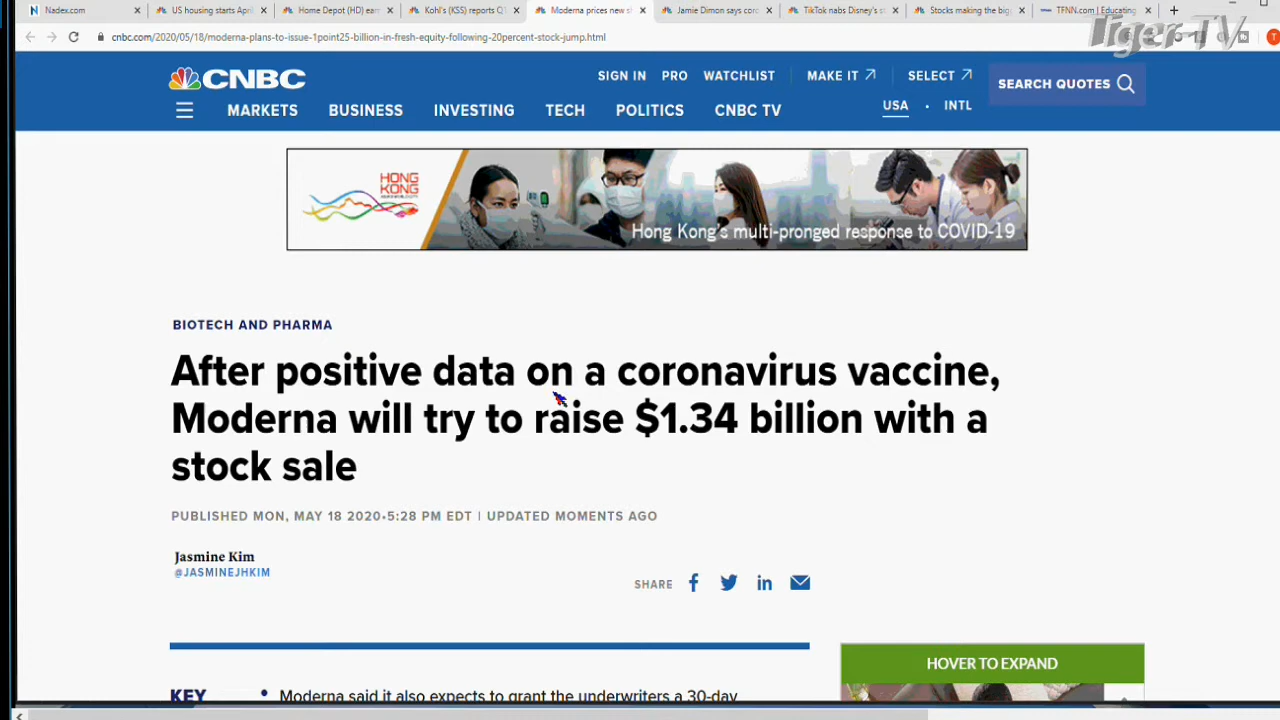 Nadex.com
US housing starts April
Home Depot (HD) earn
Kohl's (KSS) reports Q1
Moderna prices new sh
Jamie Dimon says cor
TikTok nabs Disney's st
Stocks making the big
TFNN.com | Educating
Tiger TV
cnbc.com/2020/05/18/moderna-plans-to-issue-1point25-billion-in-fresh-equity-following-20percent-stock-jump.html
CNBC
SIGN IN PRO WATCHLIST MAKE IT SELECT
SEARCH QUOTES
USA · INTL
MARKETS BUSINESS INVESTING TECH POLITICS CNBC TV
HONG KONG
Hong Kong's multi-pronged response to COVID-19
BIOTECH AND PHARMA
After positive data on a coronavirus vaccine,
Moderna will try to raise $1.34 billion with a
stock sale
PUBLISHED MON, MAY 18 2020•5:28 PM EDT | UPDATED MOMENTS AGO
Jasmine Kim
@JASMINEJHKIM
SHARE
HOVER TO EXPAND
KEY • Moderna said it also expects to grant the underwriters a 30-day